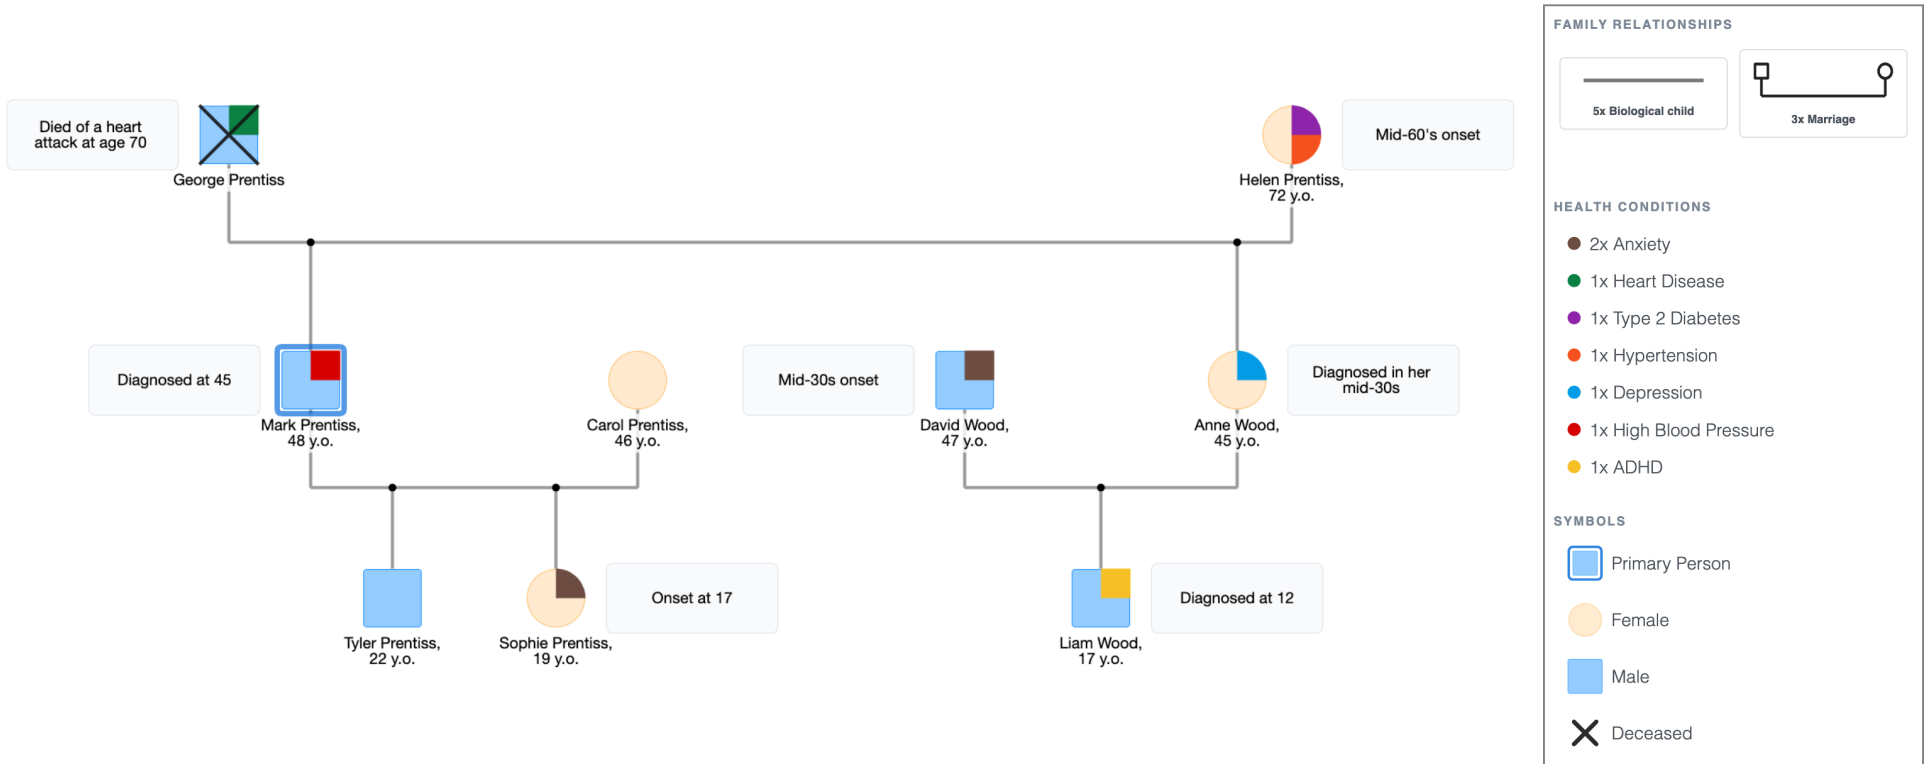 Died of a heart
attack at age 70
George Prentiss
Helen Prentiss,
72 y.o.
Mid-60's onset
Diagnosed at 45
Mark Prentiss,
48 y.o.
Carol Prentiss,
46 y.o.
Mid-30s onset
David Wood,
47 y.o.
Anne Wood,
45 y.o.
Diagnosed in her
mid-30s
Tyler Prentiss,
22 y.o.
Sophie Prentiss,
19 y.o.
Onset at 17
Liam Wood,
17 y.o.
Diagnosed at 12
FAMILY RELATIONSHIPS
5x Biological child
3x Marriage
HEALTH CONDITIONS
2x Anxiety
1x Heart Disease
1x Type 2 Diabetes
1x Hypertension
1x Depression
1x High Blood Pressure
1x ADHD
SYMBOLS
Primary Person
Female
Male
Deceased